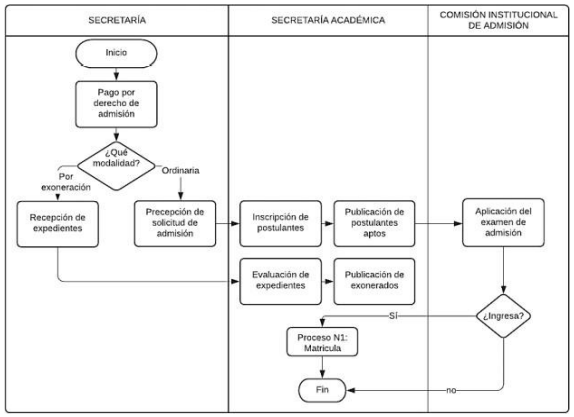 SECRETARÍA
SECRETARÍA ACADÉMICA
COMISIÓN INSTITUCIONAL
DE ADMISIÓN
Inicio
Pago por
derecho de
admisión
¿Qué
modalidad?
Por
exoneración
Ordinaria
Recepción de
expedientes
Precepción de
solicitud de
admisión
Inscripción de
postulantes
Publicación de
postulantes
aptos
Aplicación del
examen de
admisión
Evaluación de
expedientes
Publicación de
exonerados
¿Ingresa?
Sí
Proceso N1:
Matricula
Fin
no